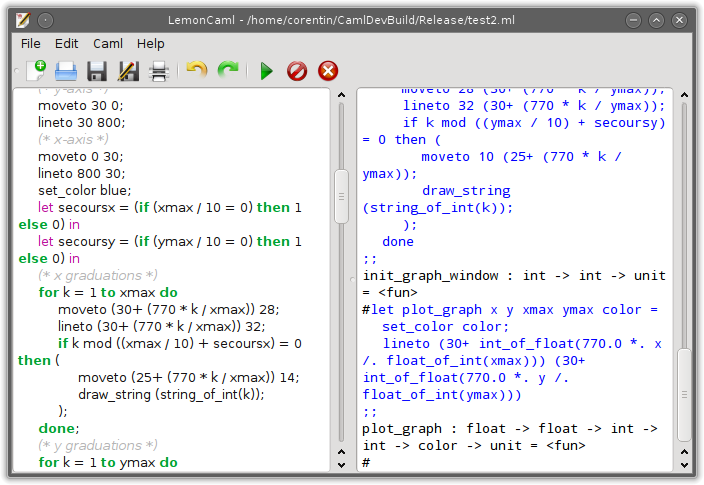 LemonCaml - /home/corentin/CamlDevBuild/Release/test2.ml
File Edit Caml Help
(* y-axis *)
moveto 30 0;
lineto 30 800;
(* x-axis *)
moveto 0 30;
lineto 800 30;
set_color blue;
let secoursx = (if (xmax / 10 = 0) then 1
else 0) in
let secoursy = (if (ymax / 10 = 0) then 1
else 0) in
(* x graduations *)
for k = 1 to xmax do
moveto (30+ (770 * k / xmax)) 28;
lineto (30+ (770 * k / xmax)) 32;
if k mod ((xmax / 10) + secoursx) = 0
then (
moveto (25+ (770 * k / xmax)) 14;
draw_string (string_of_int(k));
);
done;
(* y graduations *)
for k = 1 to ymax do
moveto 28 (30+ (770 * k / ymax));
lineto 32 (30+ (770 * k / ymax));
if k mod ((ymax / 10) + secoursy)
= 0 then (
moveto 10 (25+ (770 * k /
ymax));
draw_string
(string_of_int(k));
);
done
;;
init_graph_window : int -> int -> unit
= <fun>
#let plot_graph x y xmax ymax color =
set_color color;
lineto (30+ int_of_float(770.0 *. x
/. float_of_int(xmax))) (30+
int_of_float(770.0 *. y /.
float_of_int(ymax)))
;;
plot_graph : float -> float -> int ->
int -> color -> unit = <fun>
#